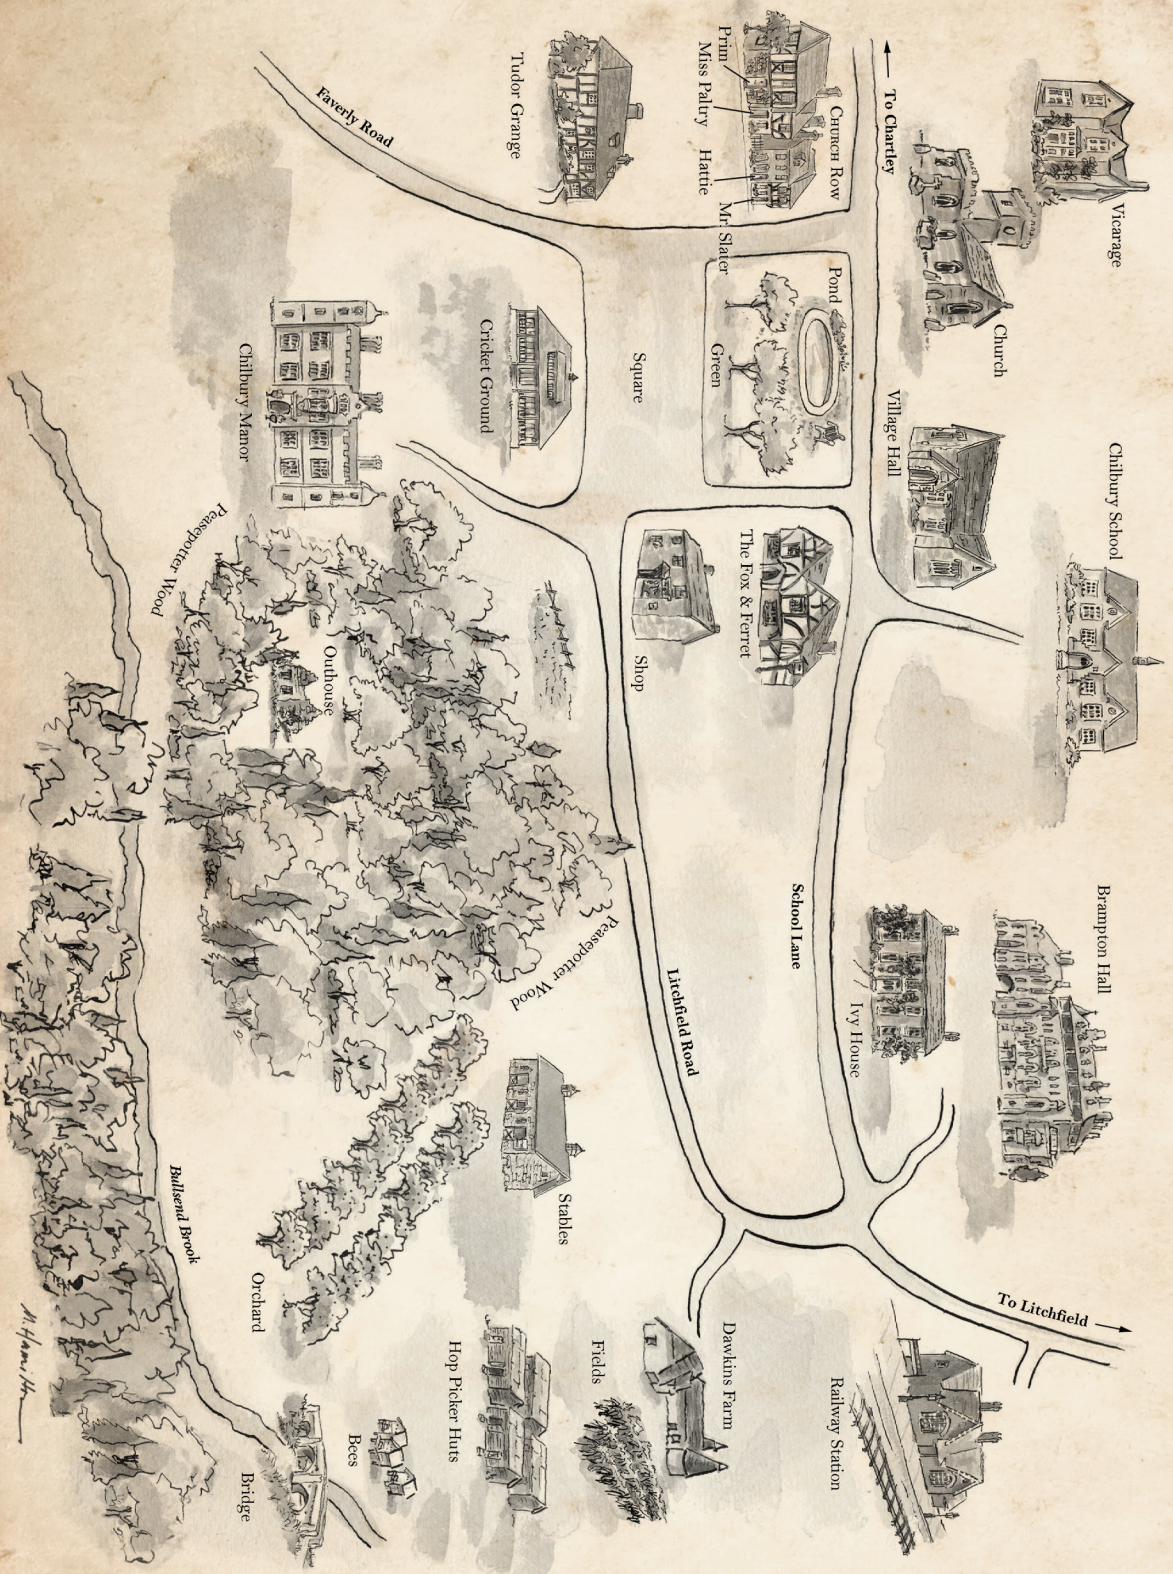 Vicarage
Chilbury School
Brampton Hall
To Litchfield
Church
To Chartley
Village Hall
Ivy House
Railway Station
CHURCH ROW
Prim
Miss Paltry
Hattie
Mr. Slater
Pond
Green
The Fox & Ferret
School Lane
Dawkins Farm
Square
Shop
Litchfield Road
Tudor Grange
Cricket Ground
Peasepotter Wood
Stables
Fields
Faverly Road
Hop Picker Huts
Chilbury Manor
Outhouse
Orchard
Bees
Peasepotter Wood
Bullsend Brook
Bridge
M. Hamilton